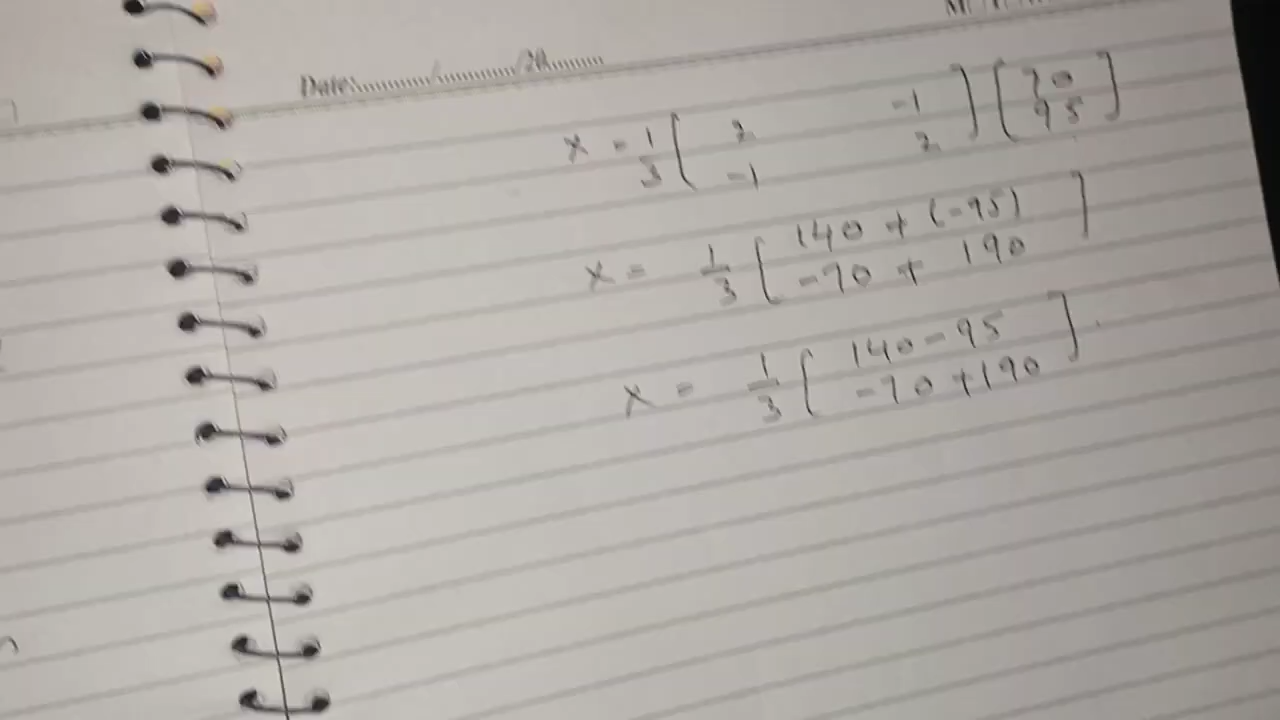 Date:............/............/20.........
x = 1/3 [ 2 -1 ; -1 2 ] [ 70 ; 95 ]
x = 1/3 [ 140 + (-95) ; -70 + 190 ]
x = 1/3 [ 140 - 95 ; -70 + 190 ]